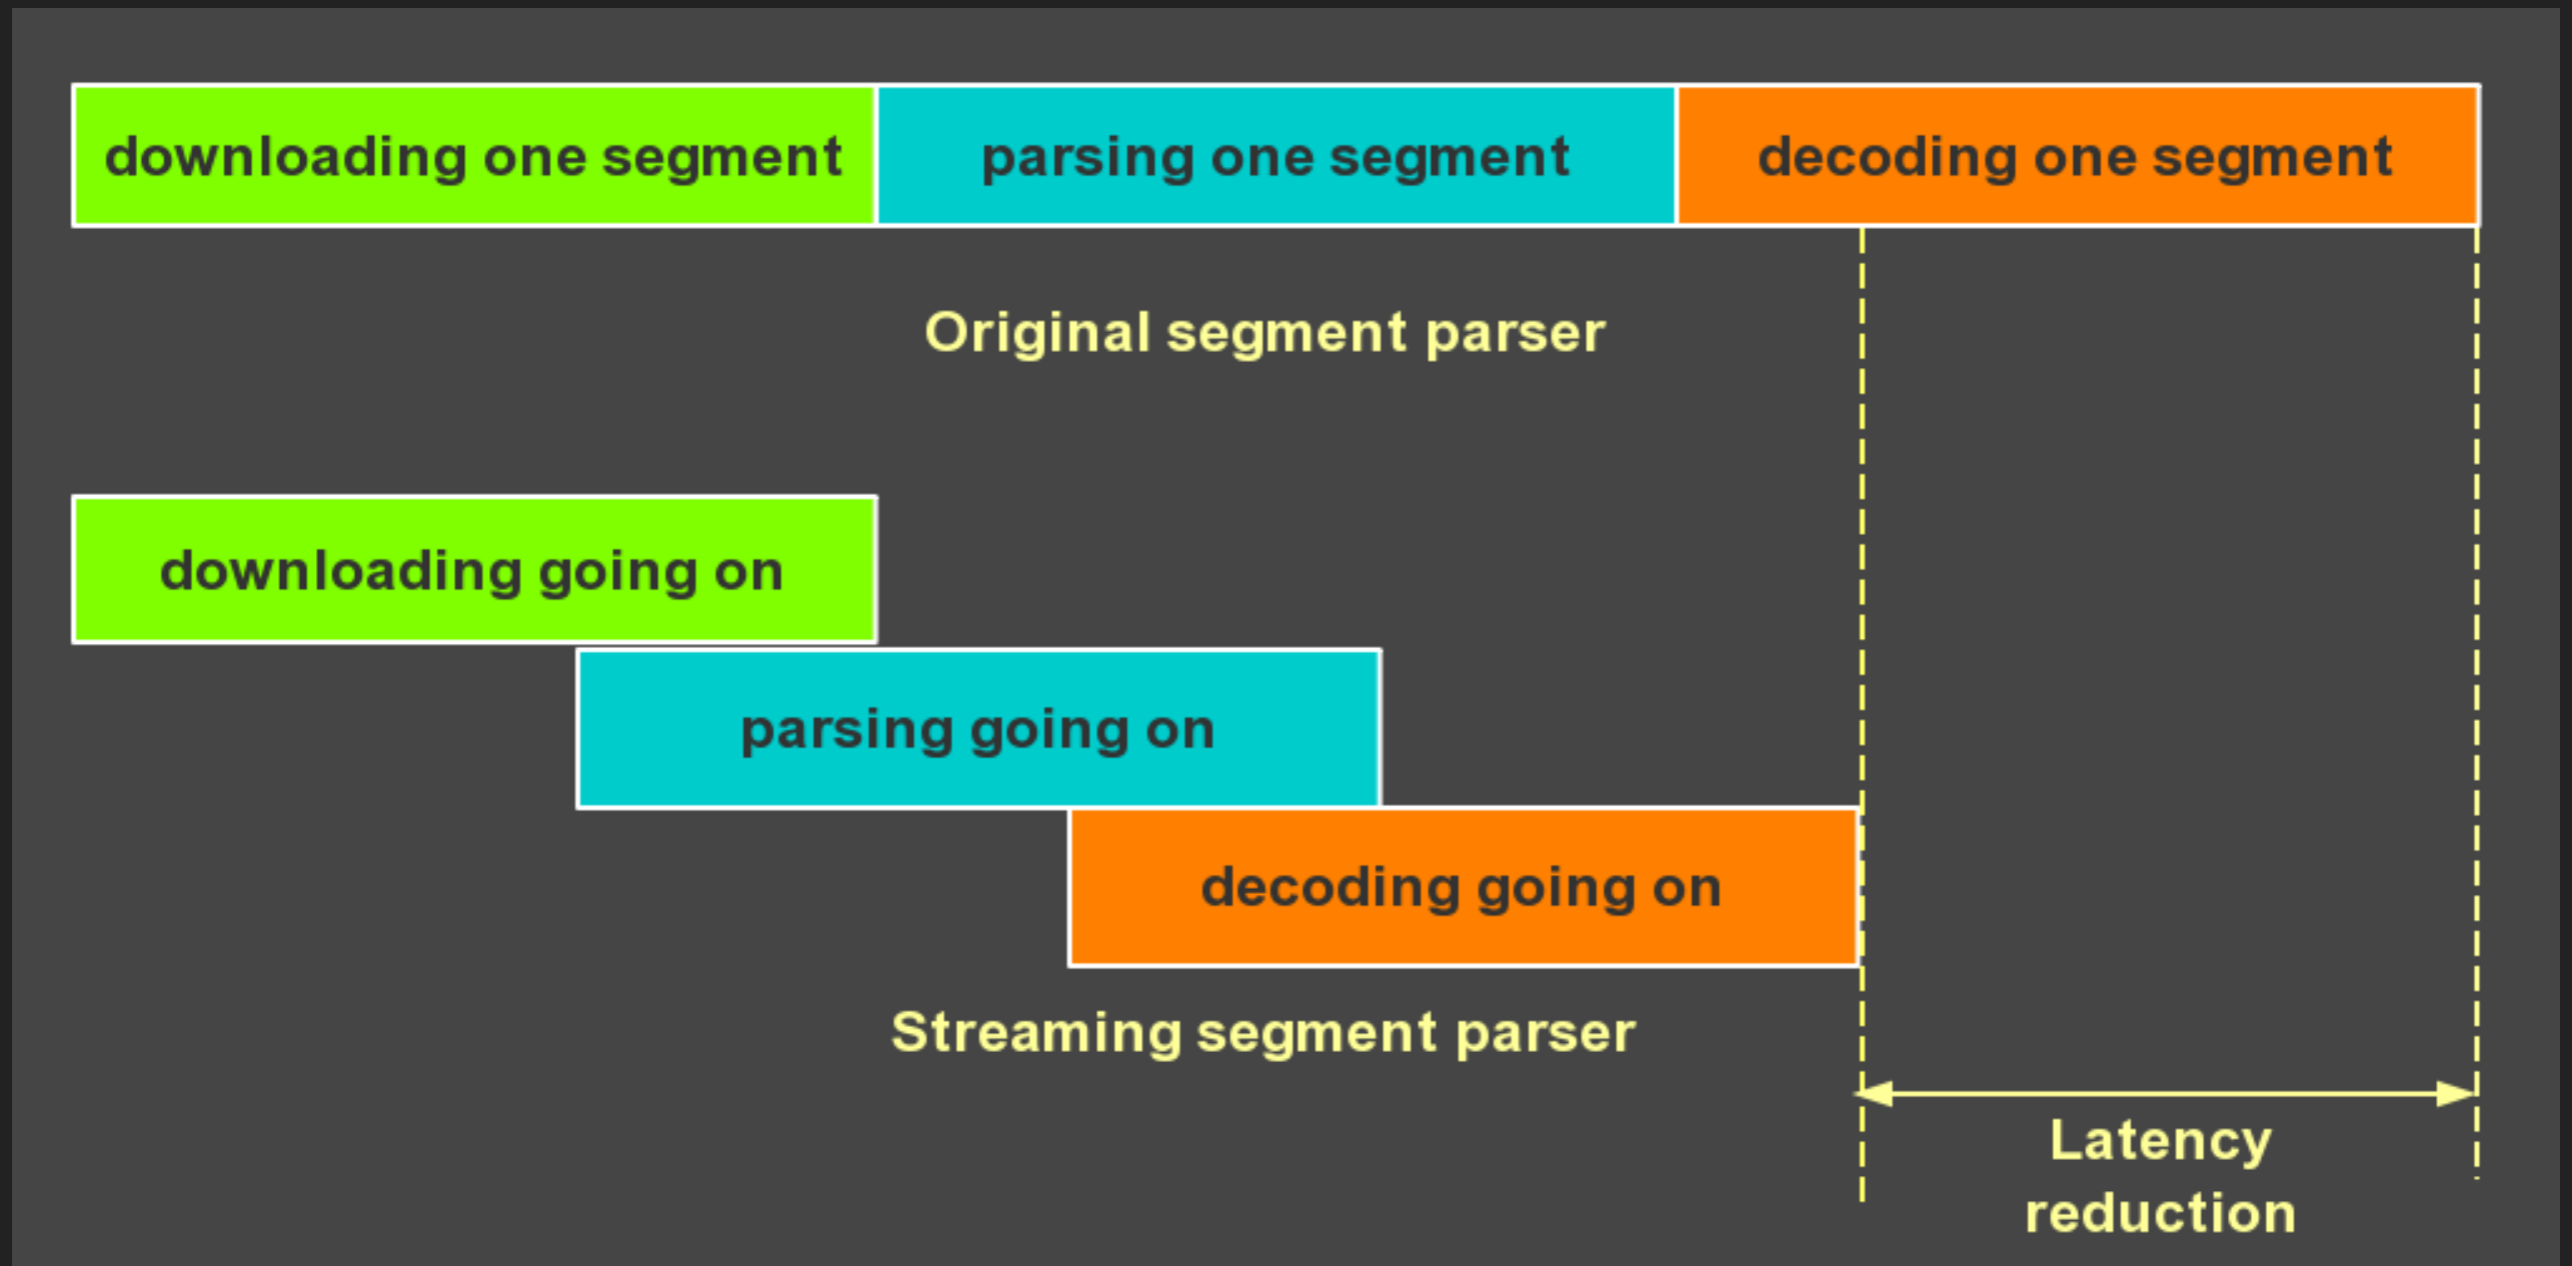 downloading one segment
parsing one segment
decoding one segment
Original segment parser
downloading going on
parsing going on
decoding going on
Streaming segment parser
Latency
reduction